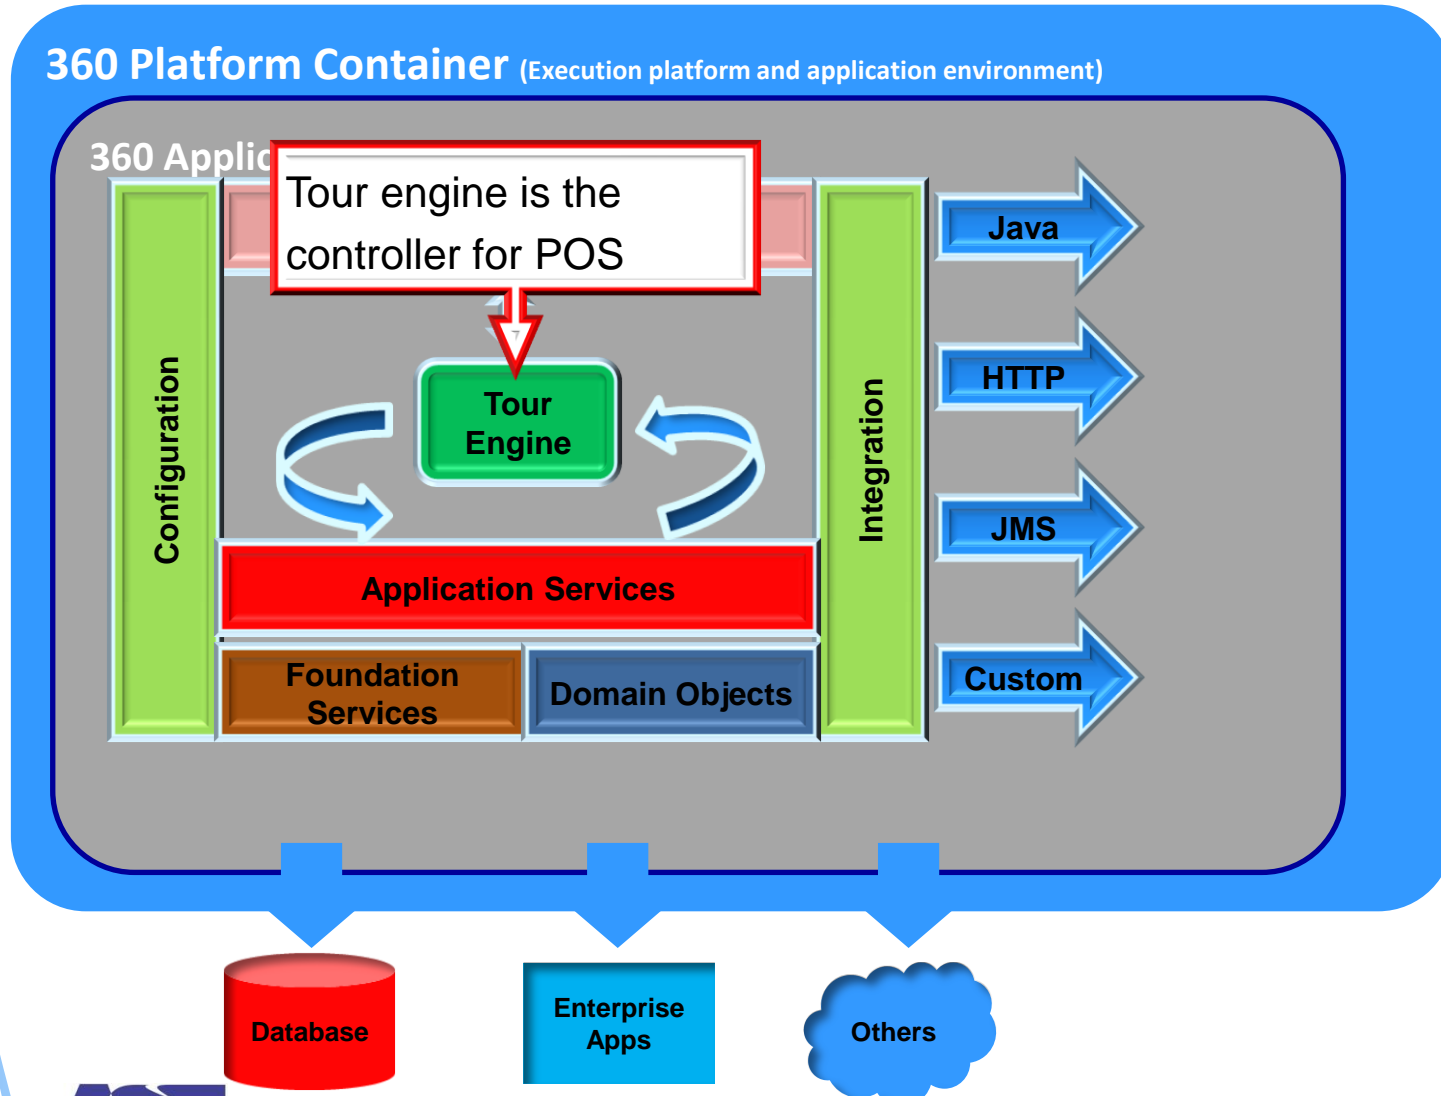 360 Platform Container (Execution platform and application environment)
360 Applic
Tour engine is the
controller for POS
Java
HTTP
JMS
Custom
Configuration
Tour
Engine
Integration
Application Services
Foundation
Services
Domain Objects
Database
Enterprise
Apps
Others